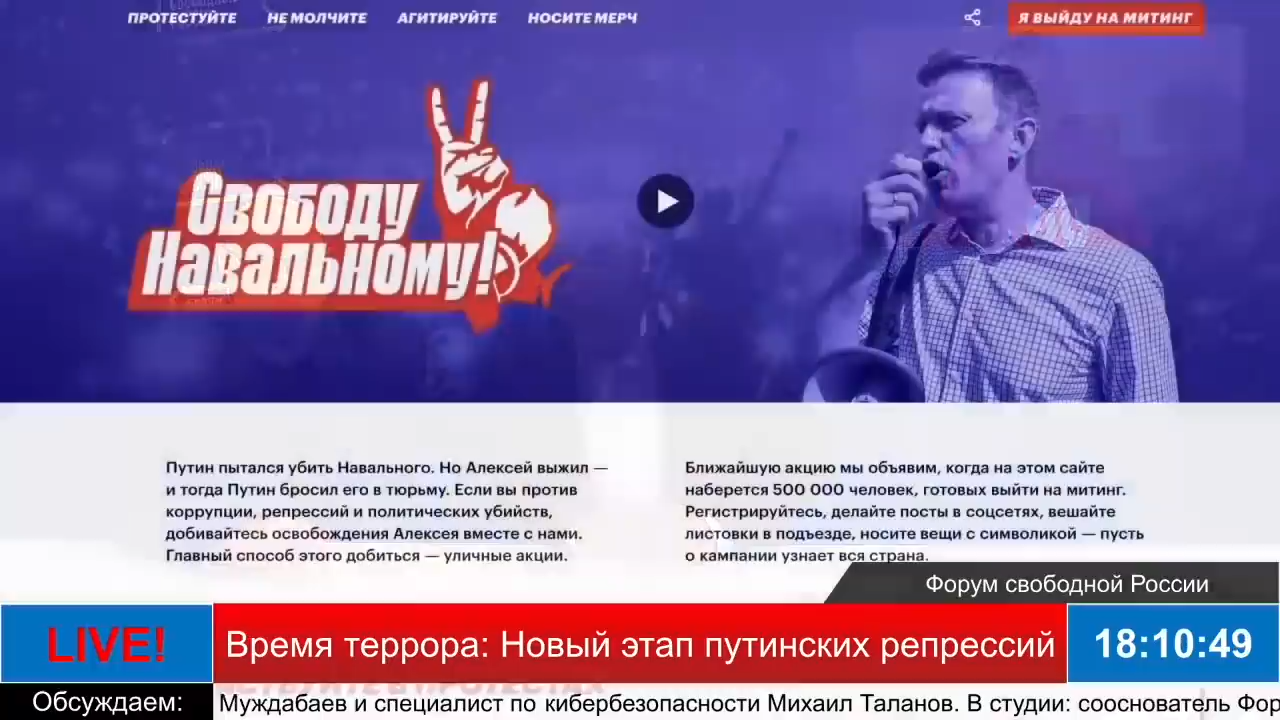 ПРОТЕСТУЙТЕ НЕ МОЛЧИТЕ АГИТИРУЙТЕ НОСИТЕ МЕРЧ Я ВЫЙДУ НА МИТИНГ
Свободу
Навальному!
Путин пытался убить Навального. Но Алексей выжил —
и тогда Путин бросил его в тюрьму. Если вы против
коррупции, репрессий и политических убийств,
добивайтесь освобождения Алексея вместе с нами.
Главный способ этого добиться — уличные акции.
Ближайшую акцию мы объявим, когда на этом сайте
наберется 500 000 человек, готовых выйти на митинг.
Регистрируйтесь, делайте посты в соцсетях, вешайте
листовки в подъезде, носите вещи с символикой — пусть
о кампании узнает вся страна.
Форум свободной России
LIVE! Время террора: Новый этап путинских репрессий 18:10:49
Обсуждаем: Муждабаев и специалист по кибербезопасности Михаил Таланов. В студии: сооснователь Фор